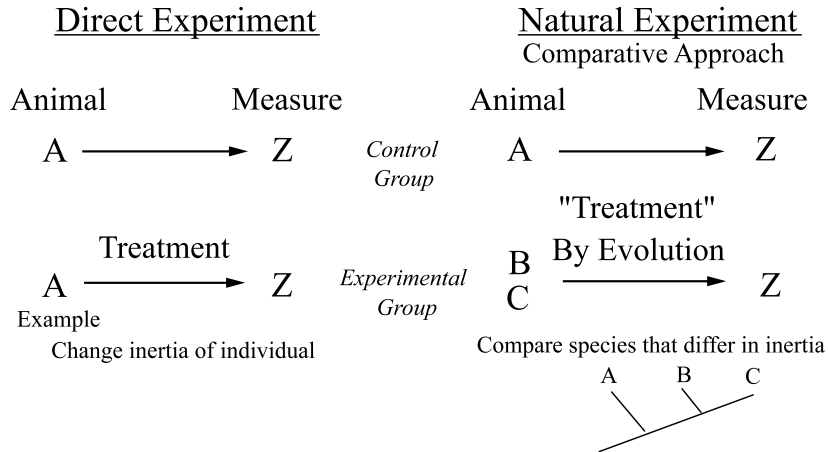 Direct Experiment
Animal Measure
A Z
Treatment
A Z
Example
Change inertia of individual
Control
Group
Experimental
Group
Natural Experiment
Comparative Approach
Animal Measure
A Z
"Treatment"
By Evolution
B
C
Z
Compare species that differ in inertia
A B C